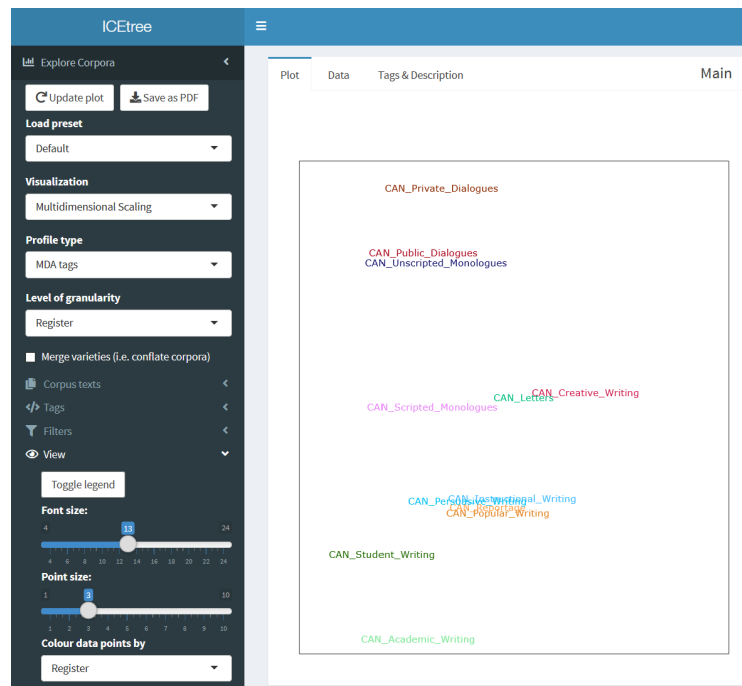 ICEtree
Explore Corpora
Update plot
Save as PDF
Load preset
Default
Visualization
Multidimensional Scaling
Profile type
MDA tags
Level of granularity
Register
Merge varieties (i.e. conflate corpora)
Corpus texts
Tags
Filters
View
Toggle legend
Font size:
4 13 24
4 6 8 10 12 14 16 18 20 22 24
Point size:
1 3 10
1 2 3 4 5 6 7 8 9 10
Colour data points by
Register
Plot Data Tags & Description Main
CAN_Private_Dialogues
CAN_Public_Dialogues
CAN_Unscripted_Monologues
CAN_Creative_Writing
CAN_Letters
CAN_Scripted_Monologues
CAN_Instructional_Writing
CAN_Persuasive_Writing
CAN_Reportage
CAN_Popular_Writing
CAN_Student_Writing
CAN_Academic_Writing